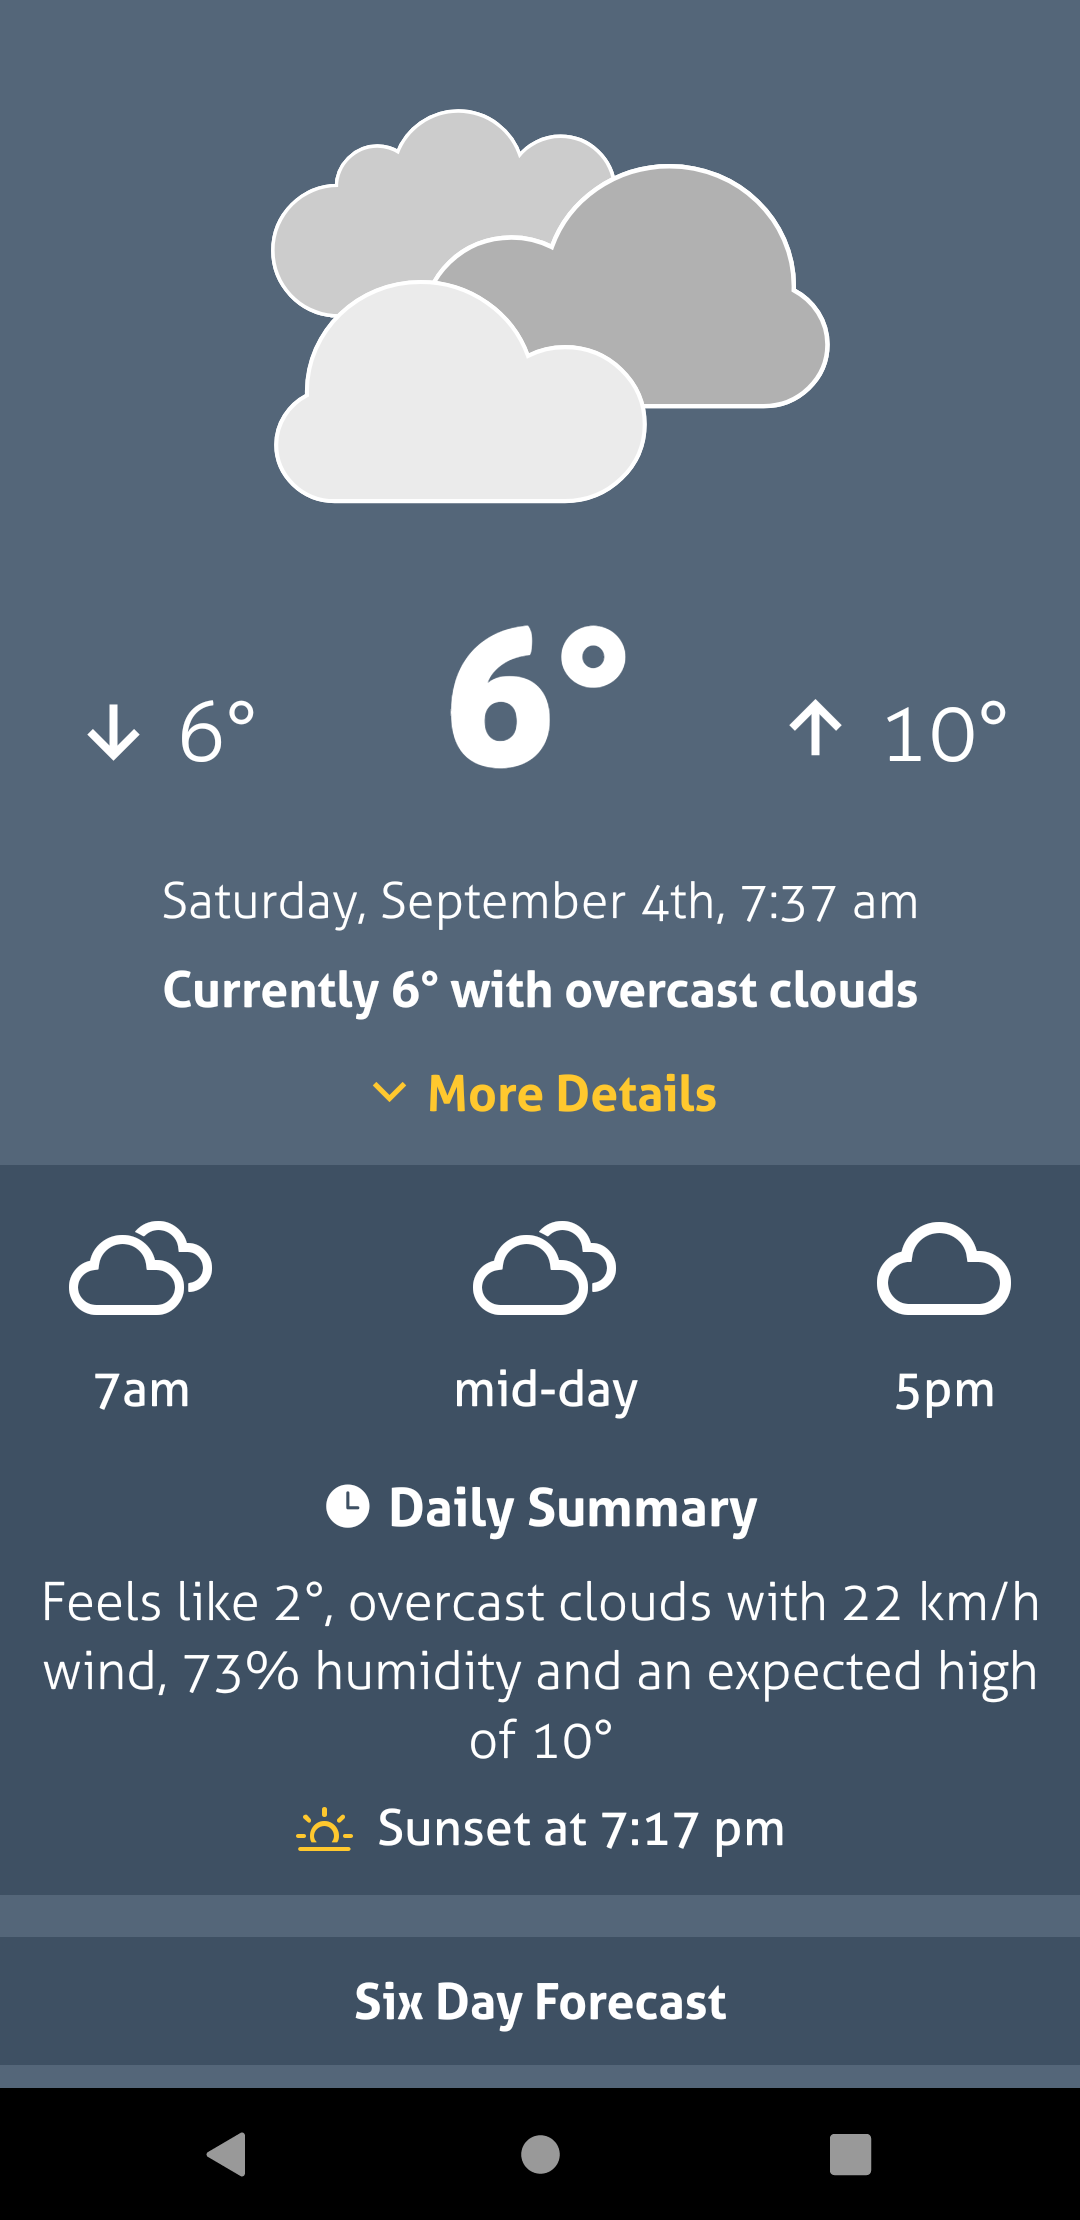 6°
6°
10°
Saturday, September 4th, 7:37 am
Currently 6° with overcast clouds
More Details
7am
mid-day
5pm
Daily Summary
Feels like 2°, overcast clouds with 22 km/h
wind, 73% humidity and an expected high
of 10°
Sunset at 7:17 pm
Six Day Forecast